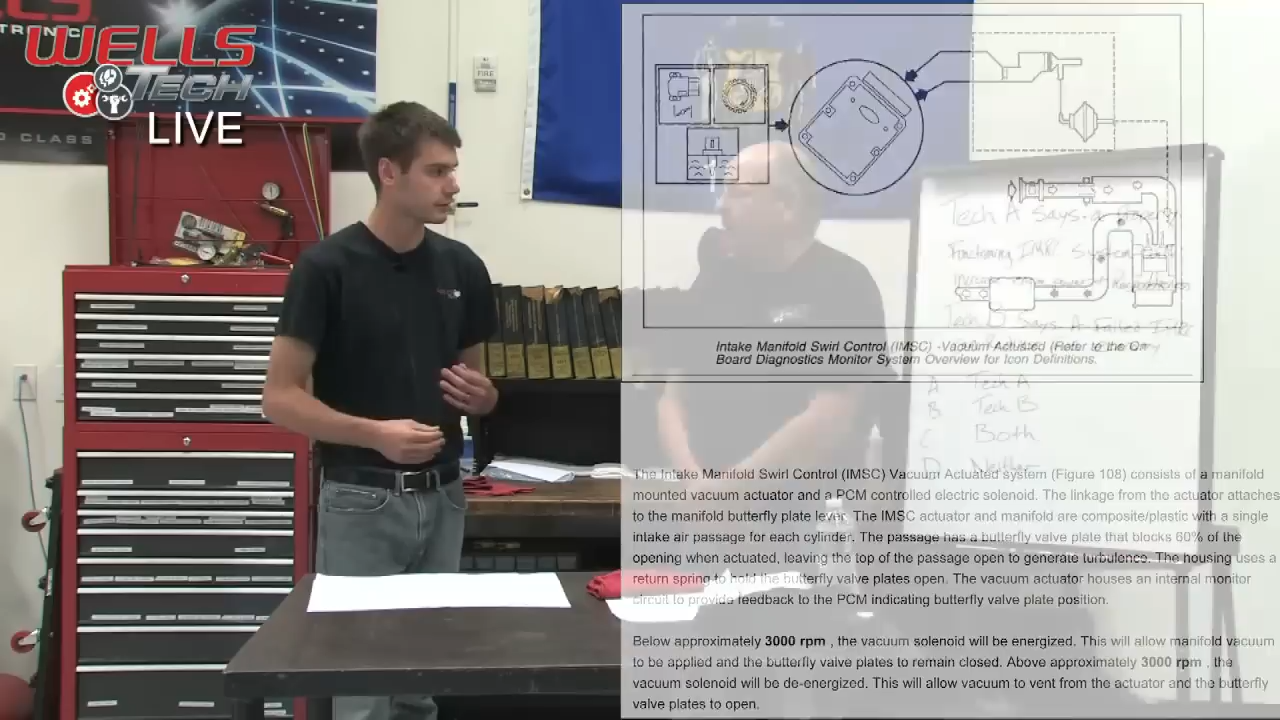 WELLS
TECH
LIVE
CLASS
FIRE
Tech A Says
Functioning IMRC System
Tech A
Tech B
Both
Intake Manifold Swirl Control (IMSC) -Vacuum Actuated (Refer to the On-
Board Diagnostics Monitor System Overview for Icon Definitions.
The Intake Manifold Swirl Control (IMSC) Vacuum Actuated system (Figure 108) consists of a manifold
mounted vacuum actuator and a PCM controlled electric solenoid. The linkage from the actuator attaches
to the manifold butterfly plate lever. The IMSC actuator and manifold are composite/plastic with a single
intake air passage for each cylinder. The passage has a butterfly valve plate that blocks 60% of the
opening when actuated, leaving the top of the passage open to generate turbulence. The housing uses a
return spring to hold the butterfly valve plates open. The vacuum actuator houses an internal monitor
circuit to provide feedback to the PCM indicating butterfly valve plate position.
Below approximately 3000 rpm , the vacuum solenoid will be energized. This will allow manifold vacuum
to be applied and the butterfly valve plates to remain closed. Above approximately 3000 rpm , the
vacuum solenoid will be de-energized. This will allow vacuum to vent from the actuator and the butterfly
valve plates to open.